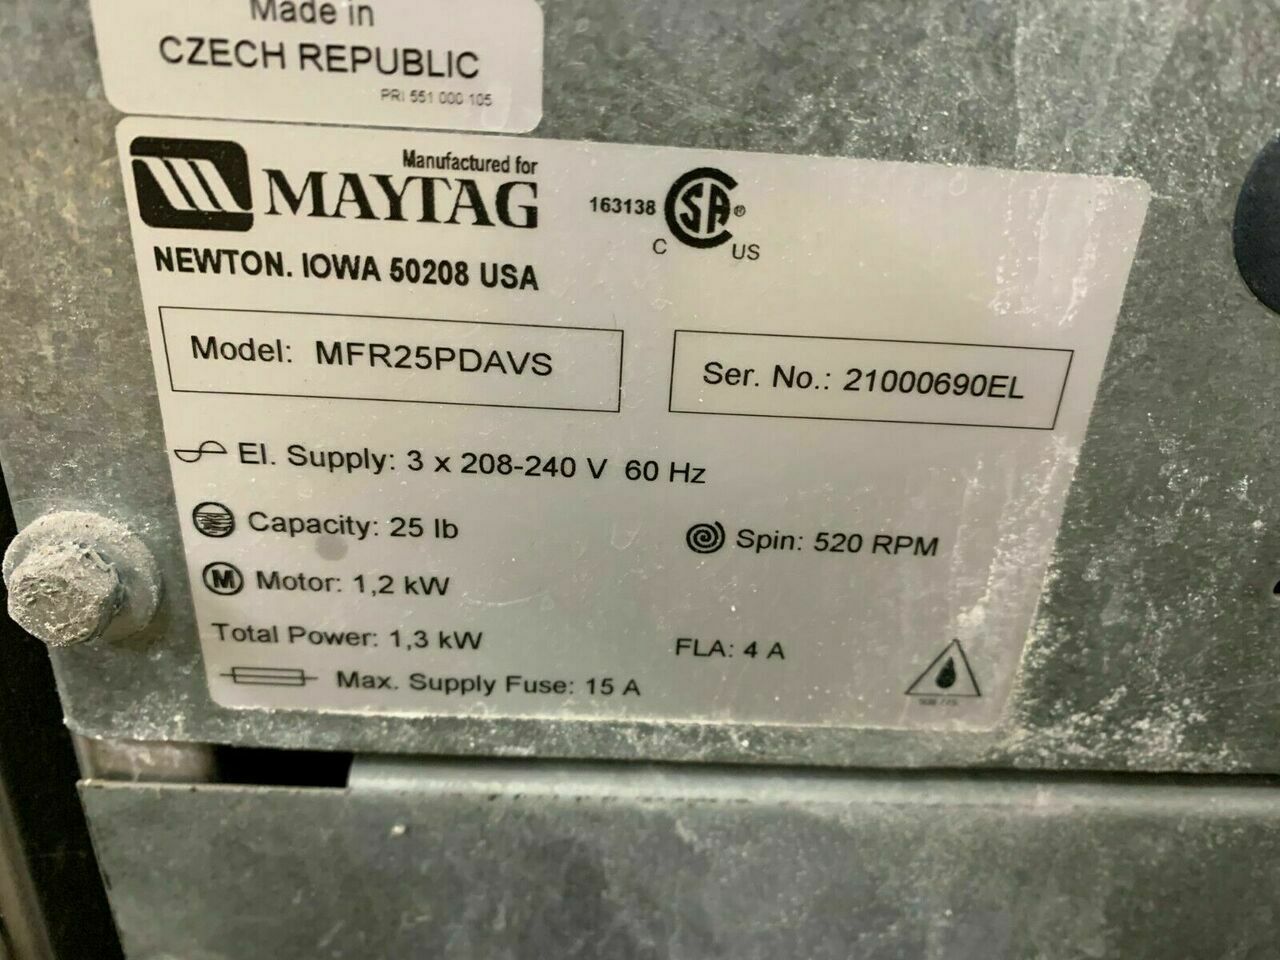 Made in
CZECH REPUBLIC
PRI 551 000 105
Manufactured for
MAYTAG
163138 CSA®
C US
NEWTON. IOWA 50208 USA
Model: MFR25PDAVS
Ser. No.: 21000690EL
El. Supply: 3 x 208-240 V 60 Hz
Capacity: 25 lb
Spin: 520 RPM
M Motor: 1,2 kW
Total Power: 1,3 kW
FLA: 4 A
Max. Supply Fuse: 15 A